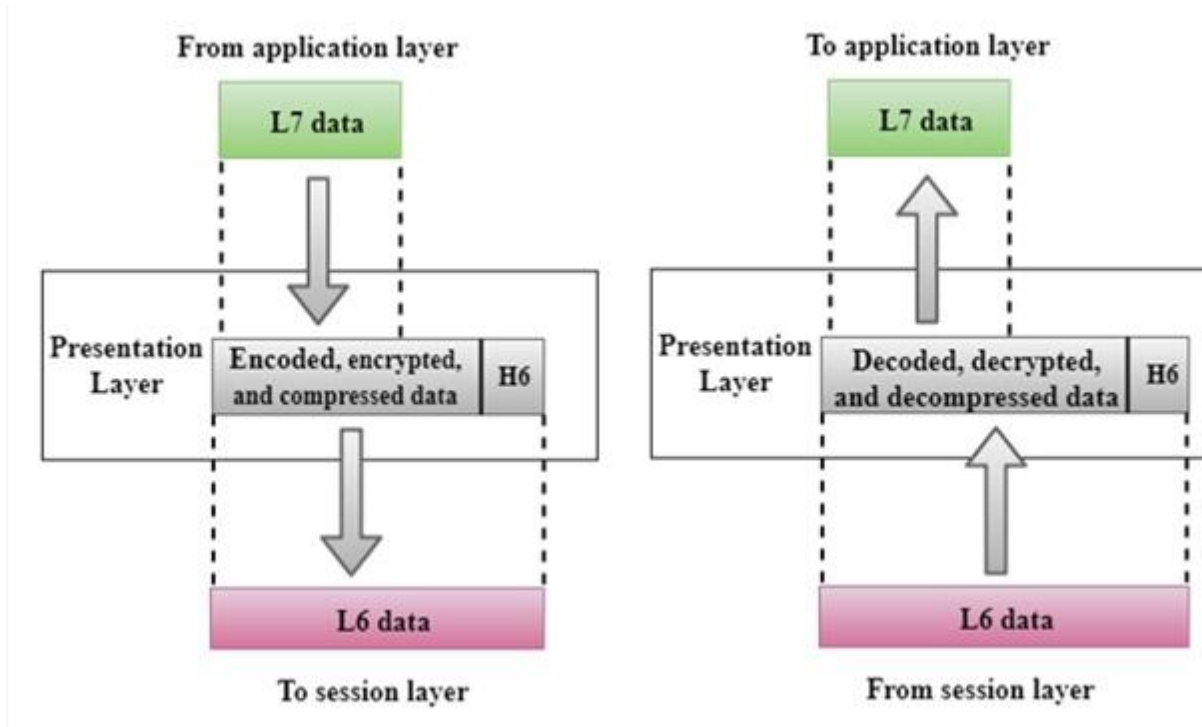 From application layer
L7 data
Presentation
Layer
Encoded, encrypted,
and compressed data
H6
L6 data
To session layer
To application layer
L7 data
Presentation
Layer
Decoded, decrypted,
and decompressed data
H6
L6 data
From session layer